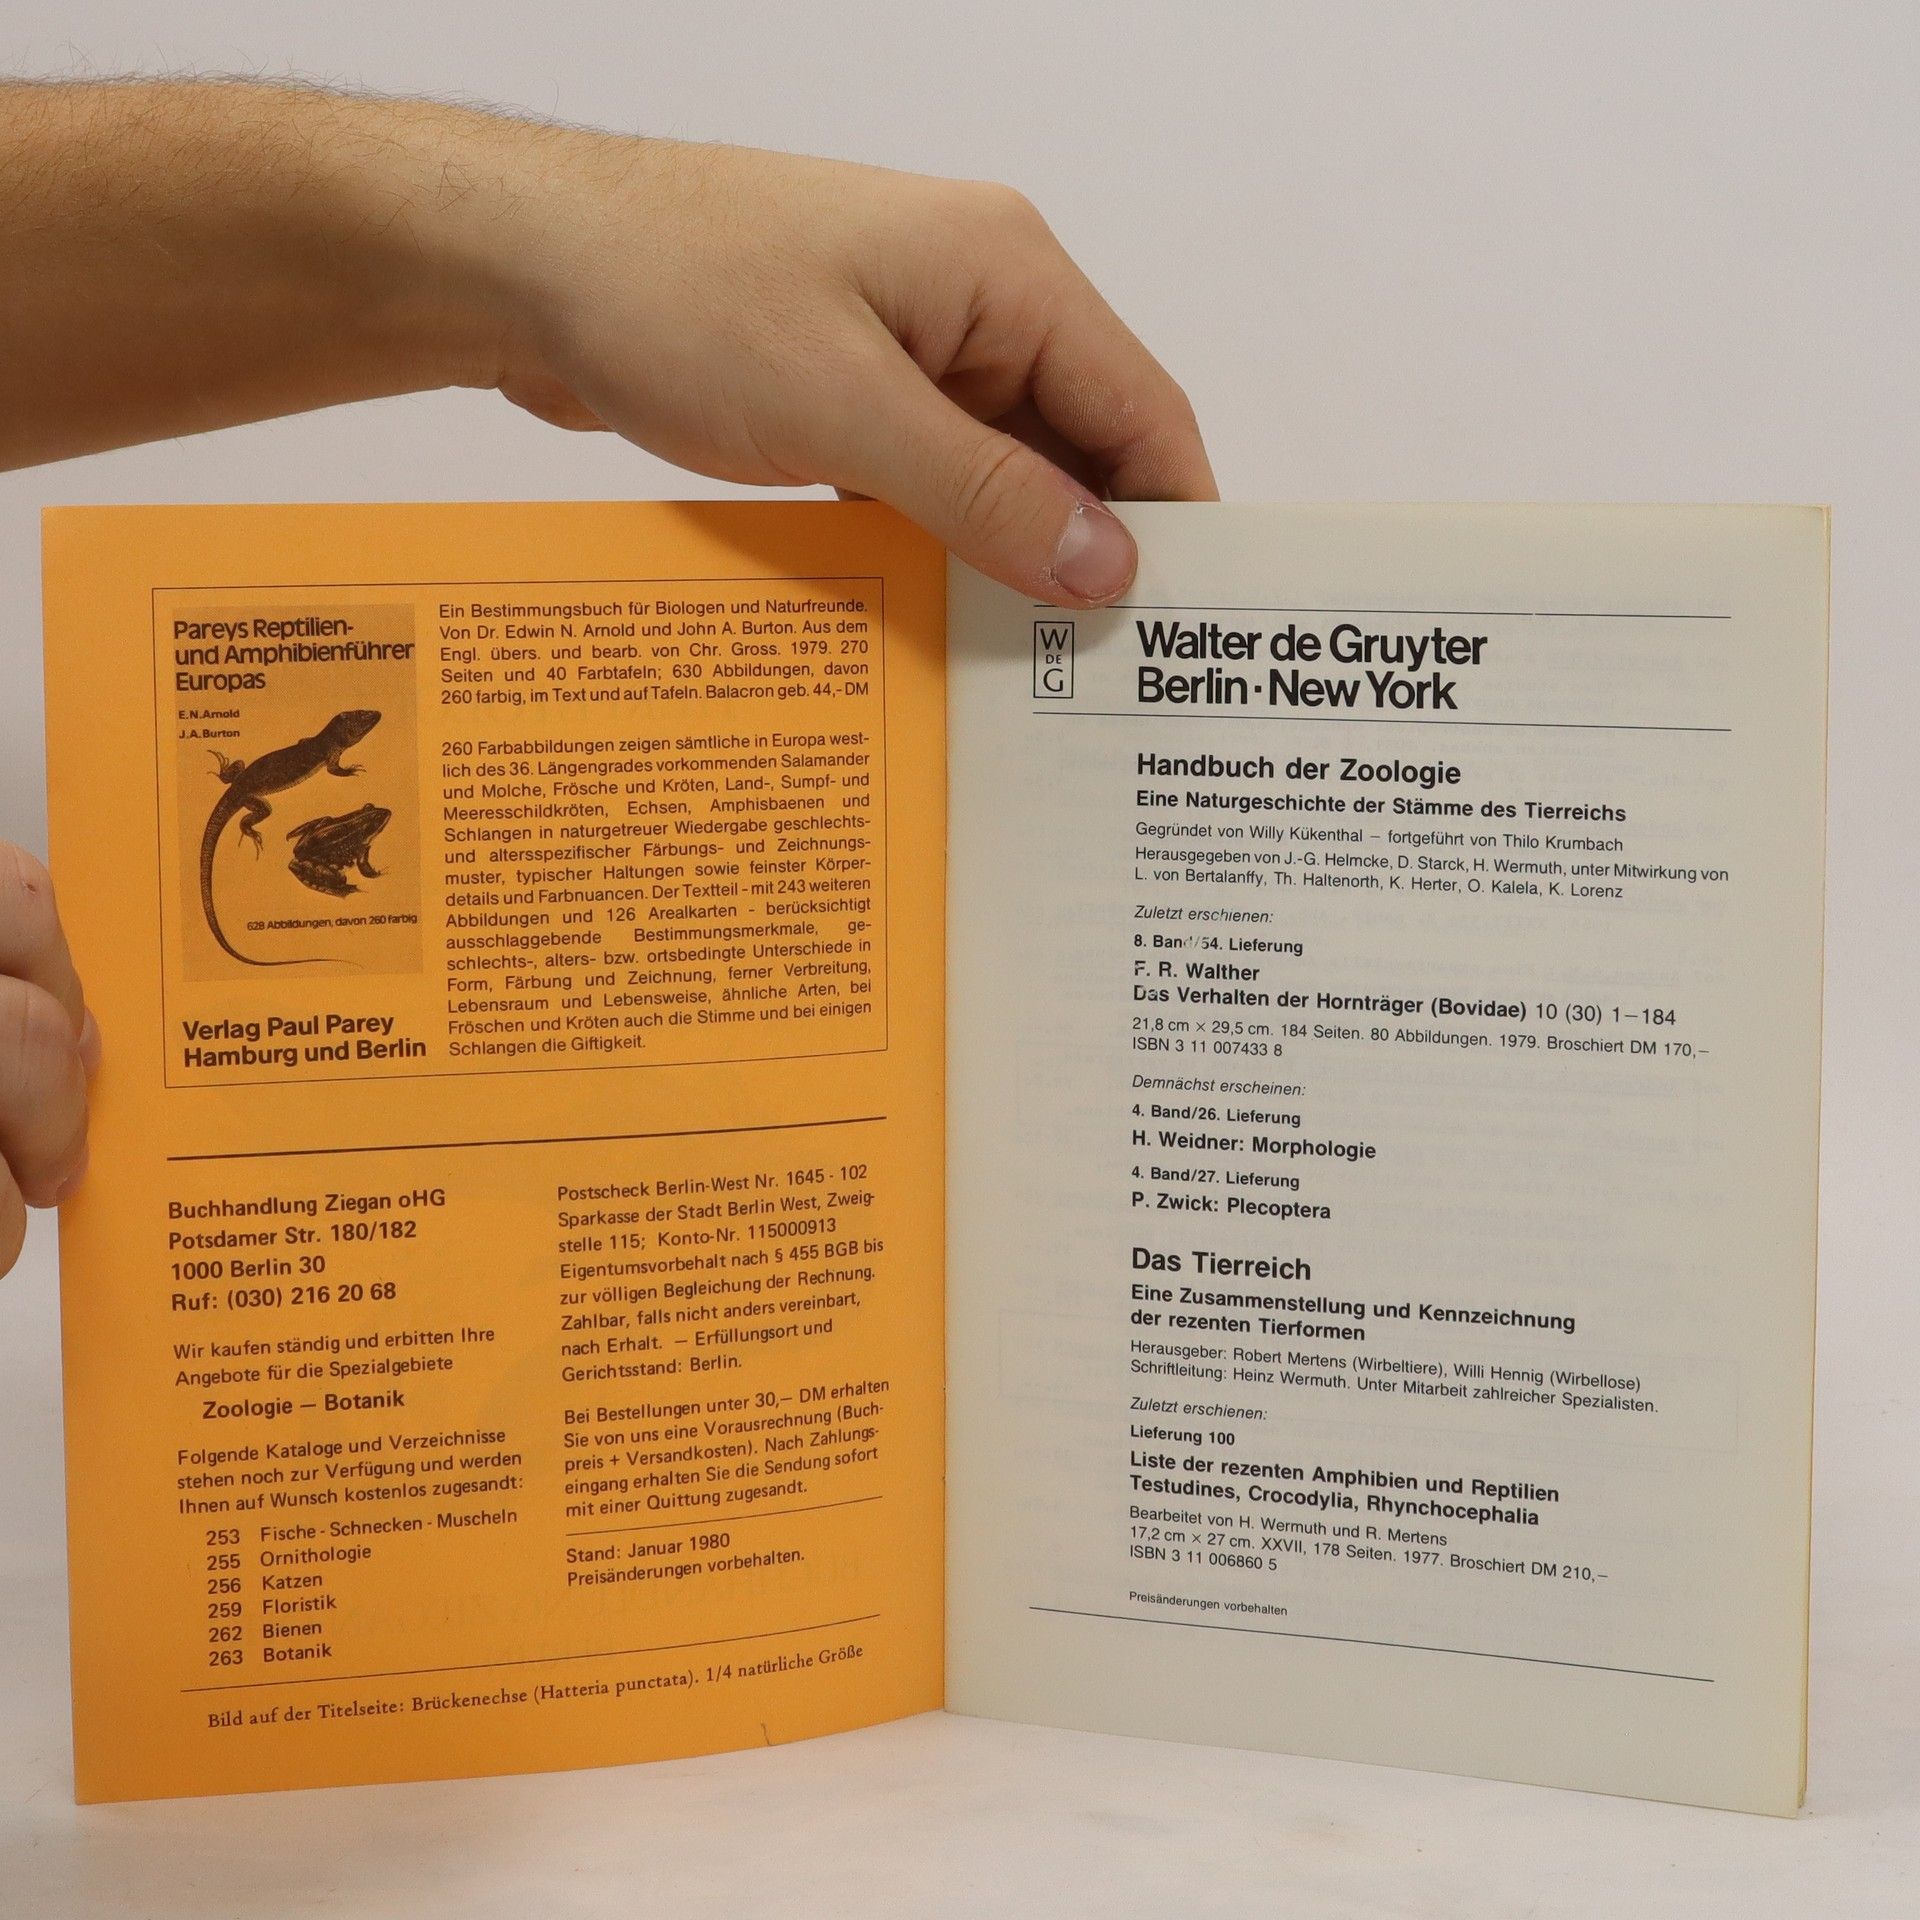 Pareys Reptilien-
und Amphibienführer
Europas
E.N.Arnold
J.A.Burton
628 Abbildungen, davon 260 farbig
Verlag Paul Parey
Hamburg und Berlin
Ein Bestimmungsbuch für Biologen und Naturfreunde.
Von Dr. Edwin N. Arnold und John A. Burton. Aus dem
Engl. übers. und bearb. von Chr. Gross. 1979. 270
Seiten und 40 Farbtafeln; 630 Abbildungen, davon
260 farbig, im Text und auf Tafeln. Balacron geb. 44,- DM
260 Farbabbildungen zeigen sämtliche in Europa west-
lich des 36. Längengrades vorkommenden Salamander
und Molche, Frösche und Kröten, Land-, Sumpf- und
Meeresschildkröten, Echsen, Amphisbaenen und
Schlangen in naturgetreuer Wiedergabe geschlechts-
und altersspezifischer Färbungs- und Zeichnungs-
muster, typischer Haltungen sowie feinster Körper-
details und Farbnuancen. Der Textteil - mit 243 weiteren
Abbildungen und 126 Arealkarten - berücksichtigt
ausschlaggebende Bestimmungsmerkmale, ge-
schlechts-, alters- bzw. ortsbedingte Unterschiede in
Form, Färbung und Zeichnung, ferner Verbreitung,
Lebensraum und Lebensweise, ähnliche Arten, bei
Fröschen und Kröten auch die Stimme und bei einigen
Schlangen die Giftigkeit.
Buchhandlung Ziegan oHG
Potsdamer Str. 180/182
1000 Berlin 30
Ruf: (030) 216 20 68
Wir kaufen ständig und erbitten Ihre
Angebote für die Spezialgebiete
Zoologie — Botanik
Folgende Kataloge und Verzeichnisse
stehen noch zur Verfügung und werden
Ihnen auf Wunsch kostenlos zugesandt:
253 Fische - Schnecken - Muscheln
255 Ornithologie
256 Katzen
259 Floristik
262 Bienen
263 Botanik
Postscheck Berlin-West Nr. 1645 - 102
Sparkasse der Stadt Berlin West, Zweig-
stelle 115; Konto-Nr. 115000913
Eigentumsvorbehalt nach § 455 BGB bis
zur völligen Begleichung der Rechnung.
Zahlbar, falls nicht anders vereinbart,
nach Erhalt. — Erfüllungsort und
Gerichtsstand: Berlin.
Bei Bestellungen unter 30,— DM erhalten
Sie von uns eine Vorausrechnung (Buch-
preis + Versandkosten). Nach Zahlungs-
eingang erhalten Sie die Sendung sofort
mit einer Quittung zugesandt.
Stand: Januar 1980
Preisänderungen vorbehalten.
Bild auf der Titelseite: Brückenechse (Hatteria punctata). 1/4 natürliche Größe
W
DE
G
Walter de Gruyter
Berlin · New York
Handbuch der Zoologie
Eine Naturgeschichte der Stämme des Tierreichs
Gegründet von Willy Kükenthal — fortgeführt von Thilo Krumbach
Herausgegeben von J.-G. Helmcke, D. Starck, H. Wermuth, unter Mitwirkung von
L. von Bertalanffy, Th. Haltenorth, K. Herter, O. Kalela, K. Lorenz
Zuletzt erschienen:
8. Band/54. Lieferung
F. R. Walther
Das Verhalten der Hornträger (Bovidae) 10 (30) 1—184
21,8 cm × 29,5 cm. 184 Seiten. 80 Abbildungen. 1979. Broschiert DM 170,—
ISBN 3 11 007433 8
Demnächst erscheinen:
4. Band/26. Lieferung
H. Weidner: Morphologie
4. Band/27. Lieferung
P. Zwick: Plecoptera
Das Tierreich
Eine Zusammenstellung und Kennzeichnung
der rezenten Tierformen
Herausgeber: Robert Mertens (Wirbeltiere), Willi Hennig (Wirbellose)
Schriftleitung: Heinz Wermuth. Unter Mitarbeit zahlreicher Spezialisten.
Zuletzt erschienen:
Lieferung 100
Liste der rezenten Amphibien und Reptilien
Testudines, Crocodylia, Rhynchocephalia
Bearbeitet von H. Wermuth und R. Mertens
17,2 cm × 27 cm. XXVII, 178 Seiten. 1977. Broschiert DM 210,—
ISBN 3 11 006860 5
Preisänderungen vorbehalten